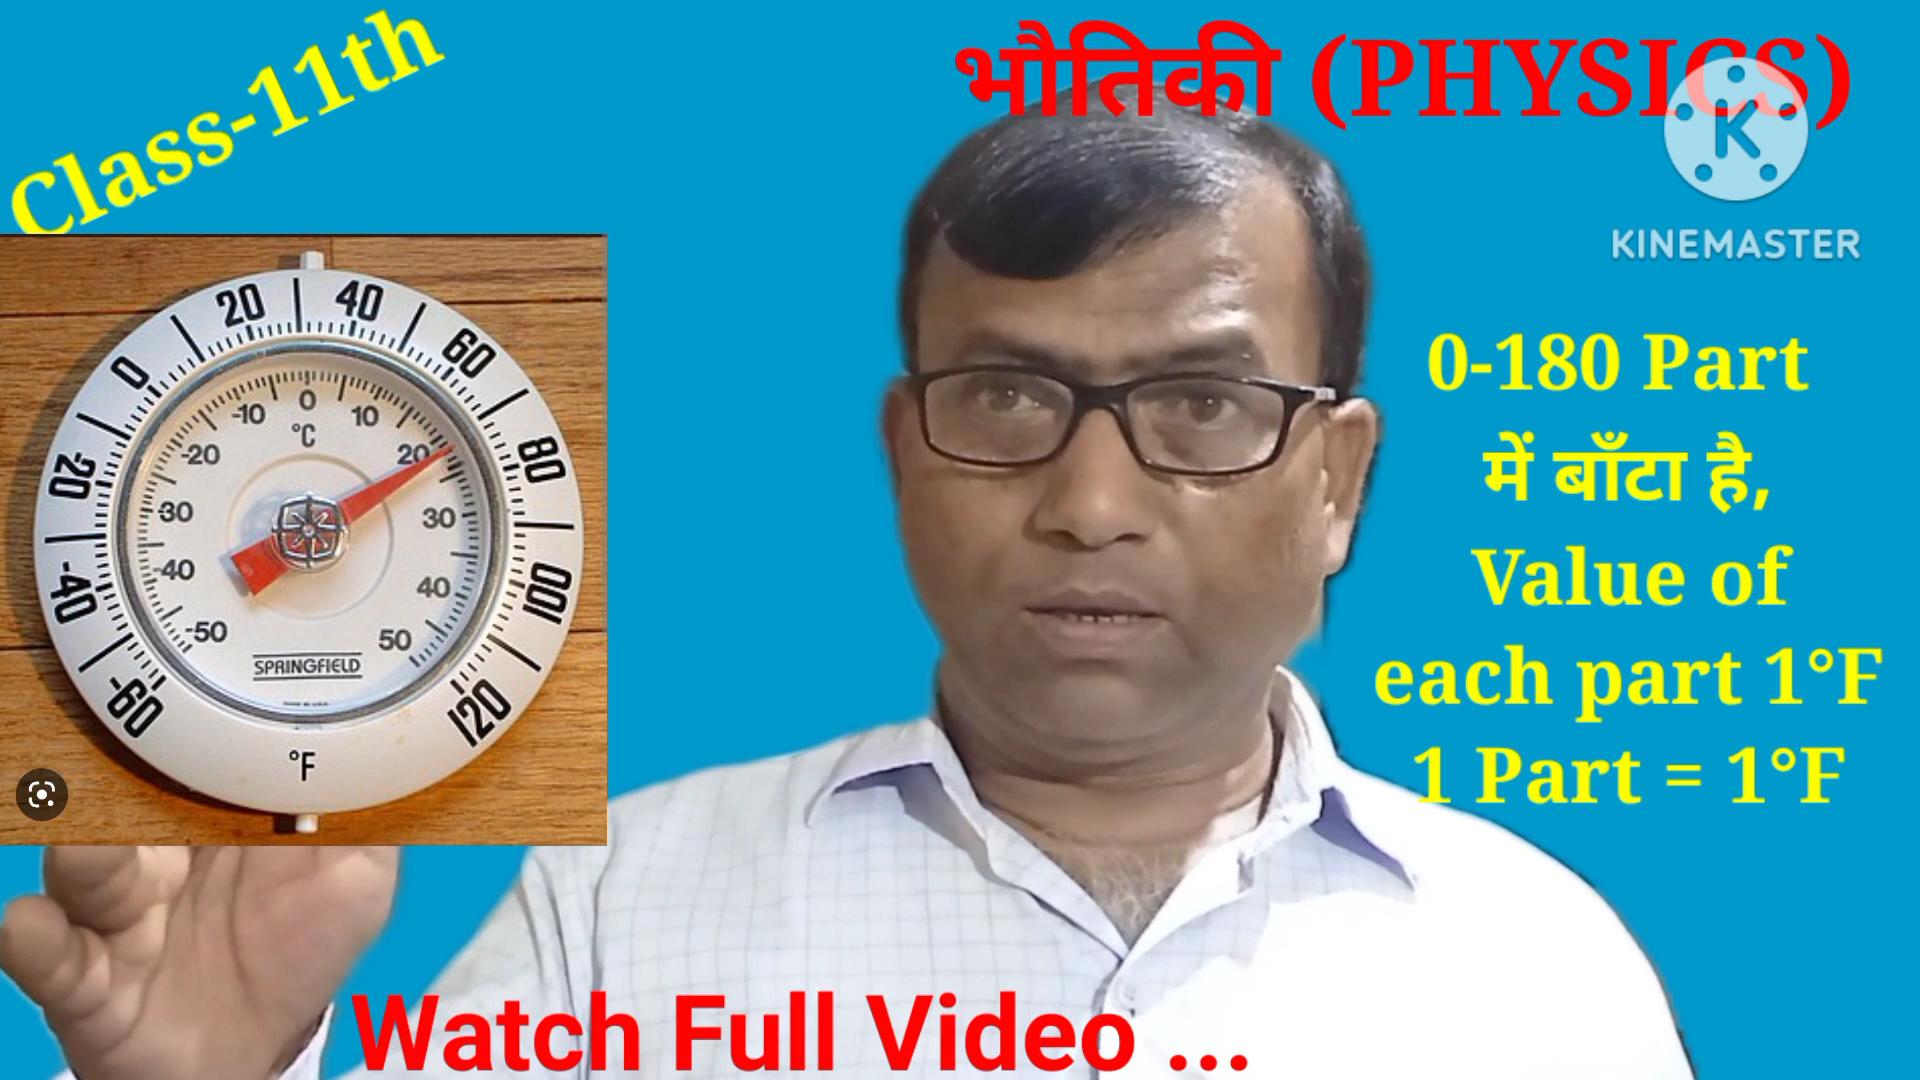 Class-11th
भौतिकी (PHYSICS)
K
KINEMASTER
0-180 Part
में बाँटा है,
Value of
each part 1°F
1 Part = 1°F
-60 -40 -20 0 20 40 60 80 100 120
°F
-50 -40 -30 -20 -10 0 10 20 30 40 50
°C
SPRINGFIELD
Watch Full Video ...